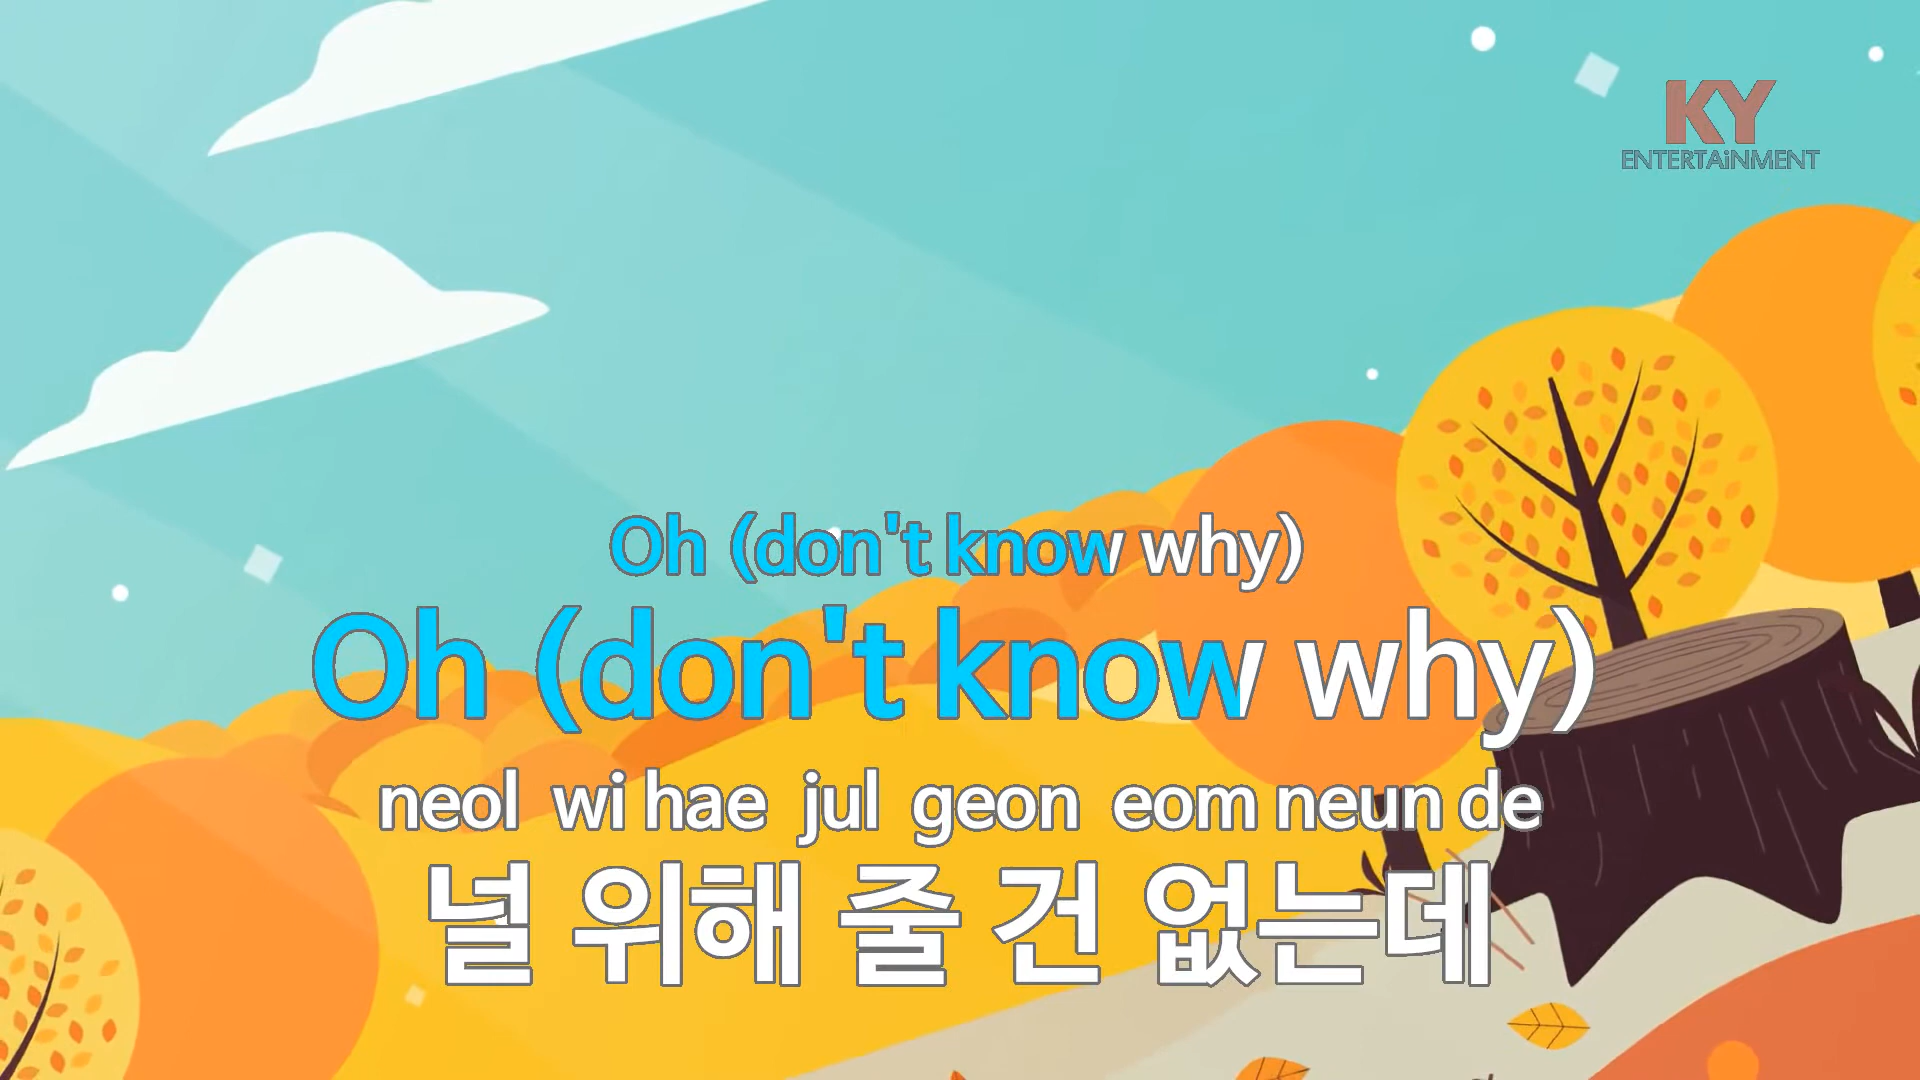 KY
ENTERTAiNMENT
Oh (don't know why)
Oh (don't know why)
neol wi hae jul geon eom neun de
널 위해 줄 건 없는데